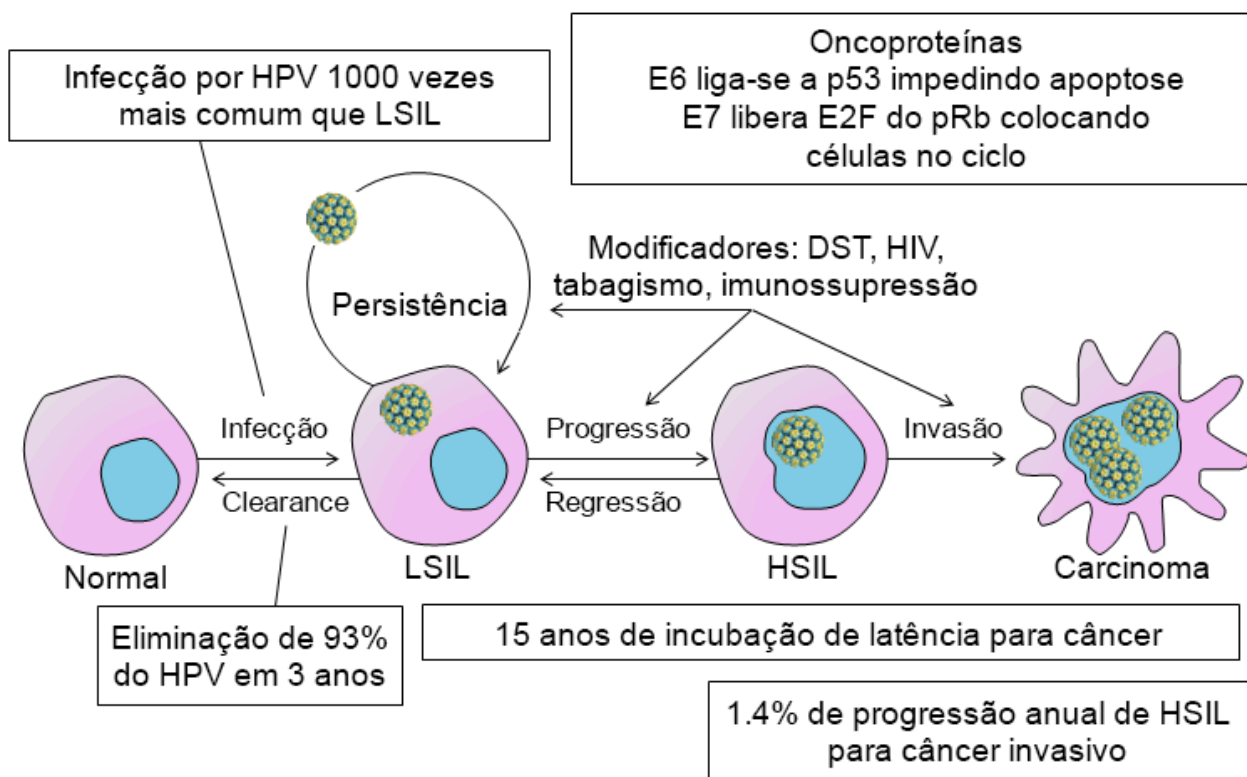 Infecção por HPV 1000 vezes
mais comum que LSIL
Oncoproteínas
E6 liga-se a p53 impedindo apoptose
E7 libera E2F do pRb colocando
células no ciclo
Modificadores: DST, HIV,
tabagismo, imunossupressão
Persistência
Infecção
Clearance
Progressão
Regressão
Invasão
Normal
LSIL
HSIL
Carcinoma
Eliminação de 93%
do HPV em 3 anos
15 anos de incubação de latência para câncer
1.4% de progressão anual de HSIL
para câncer invasivo